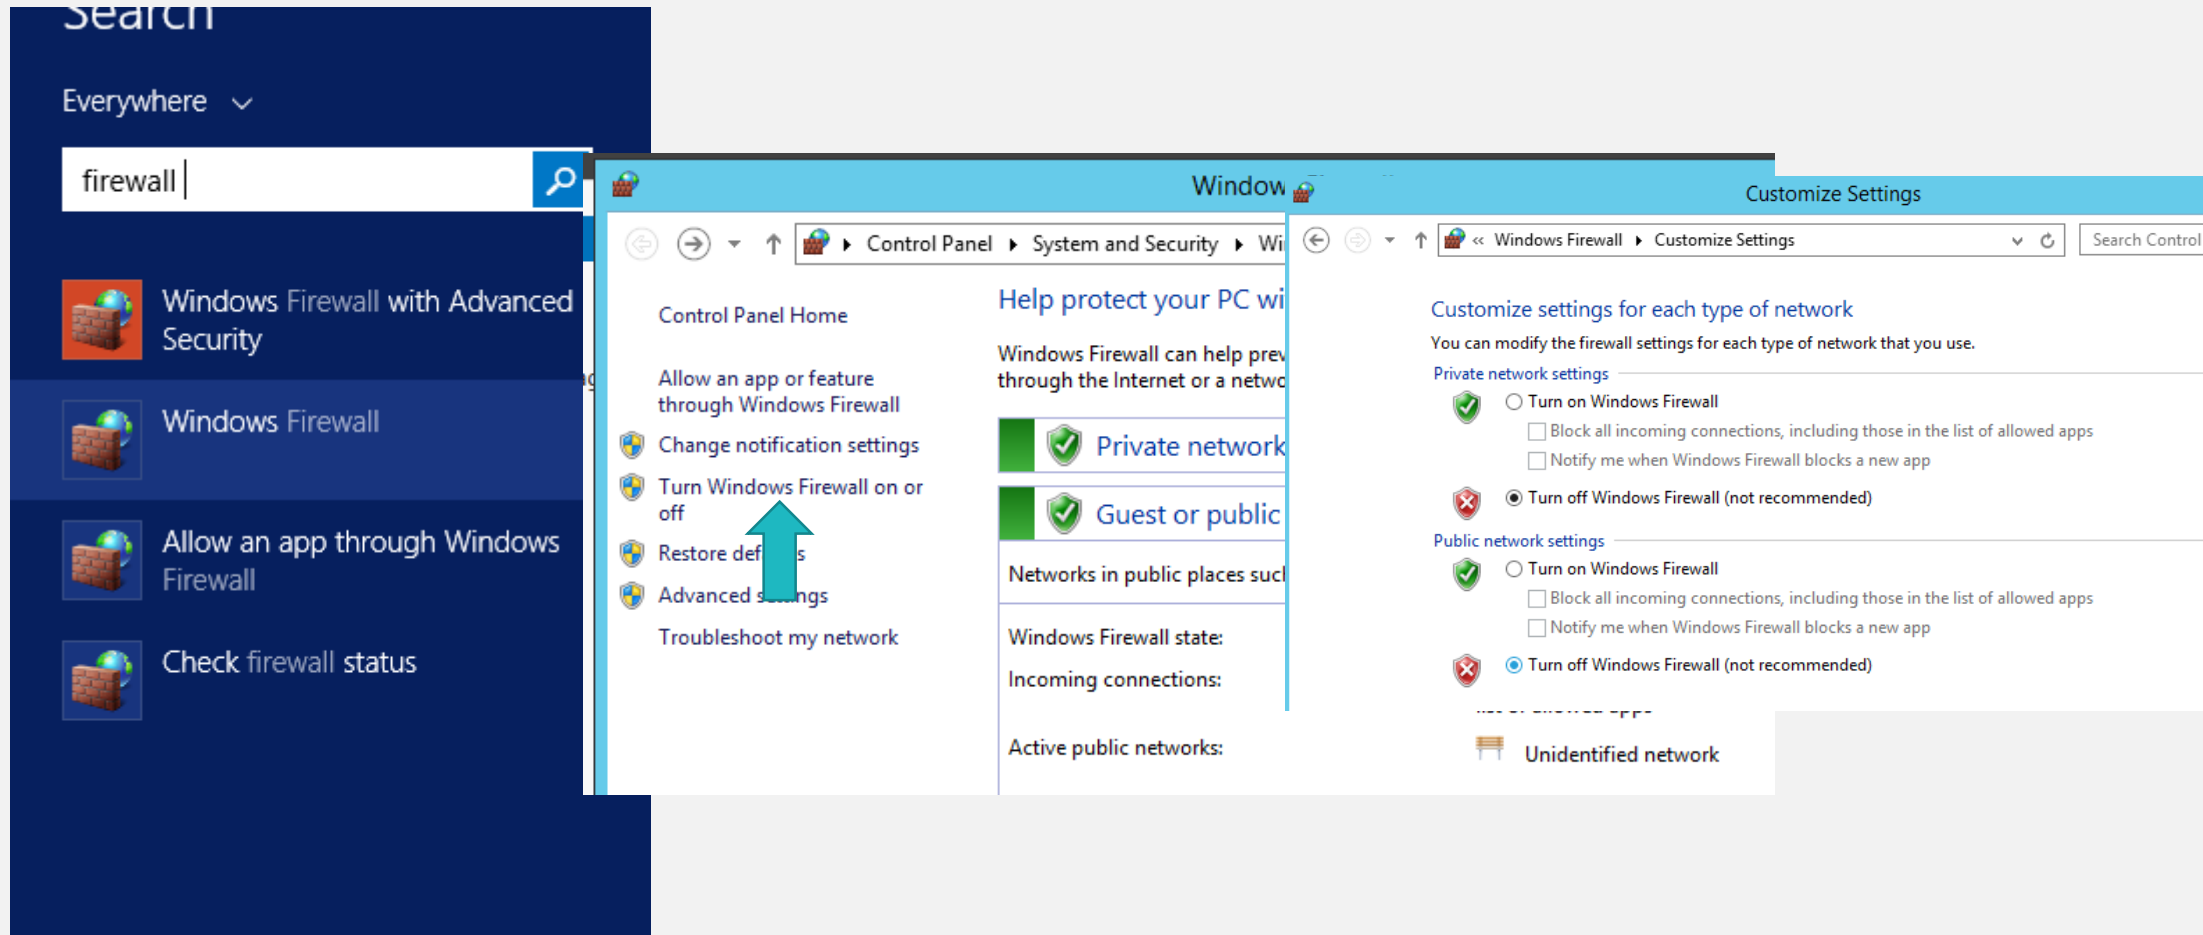 Search
Everywhere
firewall
Windows Firewall with Advanced
Security
Windows Firewall
Allow an app through Windows
Firewall
Check firewall status
Control Panel
System and Security
Control Panel Home
Allow an app or feature
through Windows Firewall
Change notification settings
Turn Windows Firewall on or
off
Restore
Advanced
Troubleshoot my network
Help protect your PC
Windows Firewall can help
through the Internet or a
Private network
Guest or public
Networks in public places
Windows Firewall state:
Incoming connections:
Active public networks:
Unidentified network
Customize Settings
« Windows Firewall
Customize Settings
Search Control
Customize settings for each type of network
You can modify the firewall settings for each type of network that you use.
Private network settings
Turn on Windows Firewall
Block all incoming connections, including those in the list of allowed apps
Notify me when Windows Firewall blocks a new app
Turn off Windows Firewall (not recommended)
Public network settings
Turn on Windows Firewall
Block all incoming connections, including those in the list of allowed apps
Notify me when Windows Firewall blocks a new app
Turn off Windows Firewall (not recommended)